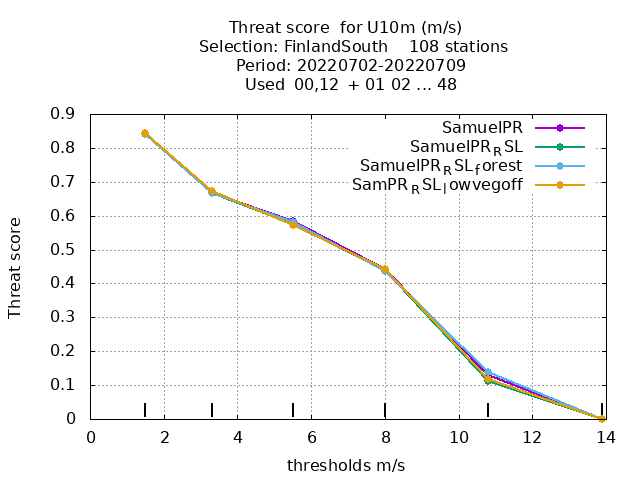 Threat score for U10m (m/s)
Selection: FinlandSouth 108 stations
Period: 20220702-20220709
Used 00,12 + 01 02 ... 48
SamuelPR
SamuelPR_RSL
SamuelPR_RSL_forest
SamPR_RSL_lowvegoff
Threat score
0.9
0.8
0.7
0.6
0.5
0.4
0.3
0.2
0.1
0
0 2 4 6 8 10 12 14
thresholds m/s